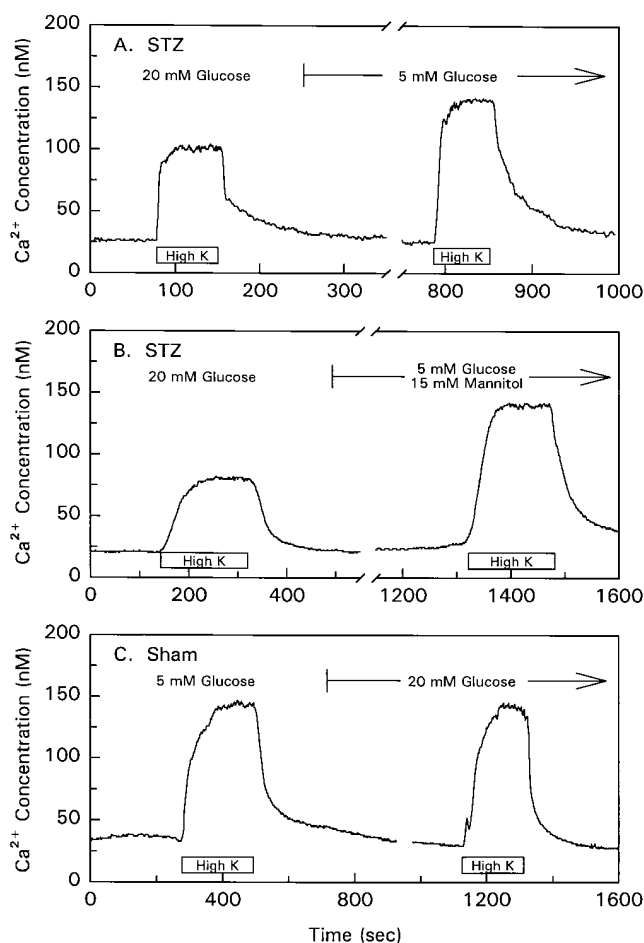 A. STZ
20 mM Glucose
5 mM Glucose
High K
High K
Ca²⁺ Concentration (nM)
200
150
100
50
0
0 100 200 300 800 900 1000
B. STZ
20 mM Glucose
5 mM Glucose
15 mM Mannitol
High K
High K
Ca²⁺ Concentration (nM)
200
150
100
50
0
0 200 400 1200 1400 1600
C. Sham
5 mM Glucose
20 mM Glucose
High K
High K
Ca²⁺ Concentration (nM)
200
150
100
50
0
0 400 800 1200 1600
Time (sec)